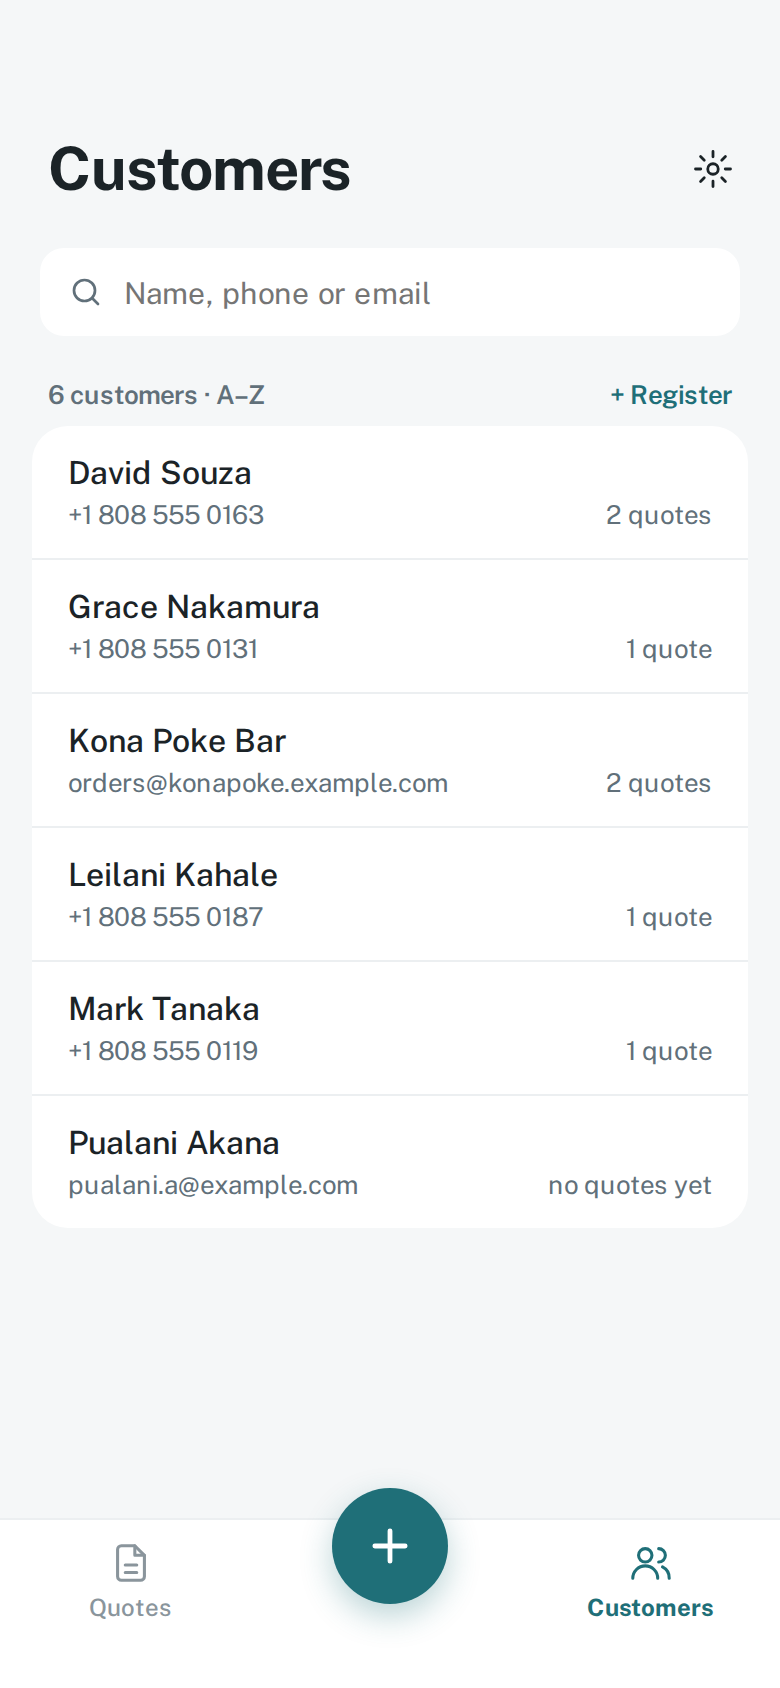 Customers
Name, phone or email
6 customers · A–Z
+ Register
David Souza
+1 808 555 0163
2 quotes
Grace Nakamura
+1 808 555 0131
1 quote
Kona Poke Bar
orders@konapoke.example.com
2 quotes
Leilani Kahale
+1 808 555 0187
1 quote
Mark Tanaka
+1 808 555 0119
1 quote
Pualani Akana
pualani.a@example.com
no quotes yet
Quotes
Customers